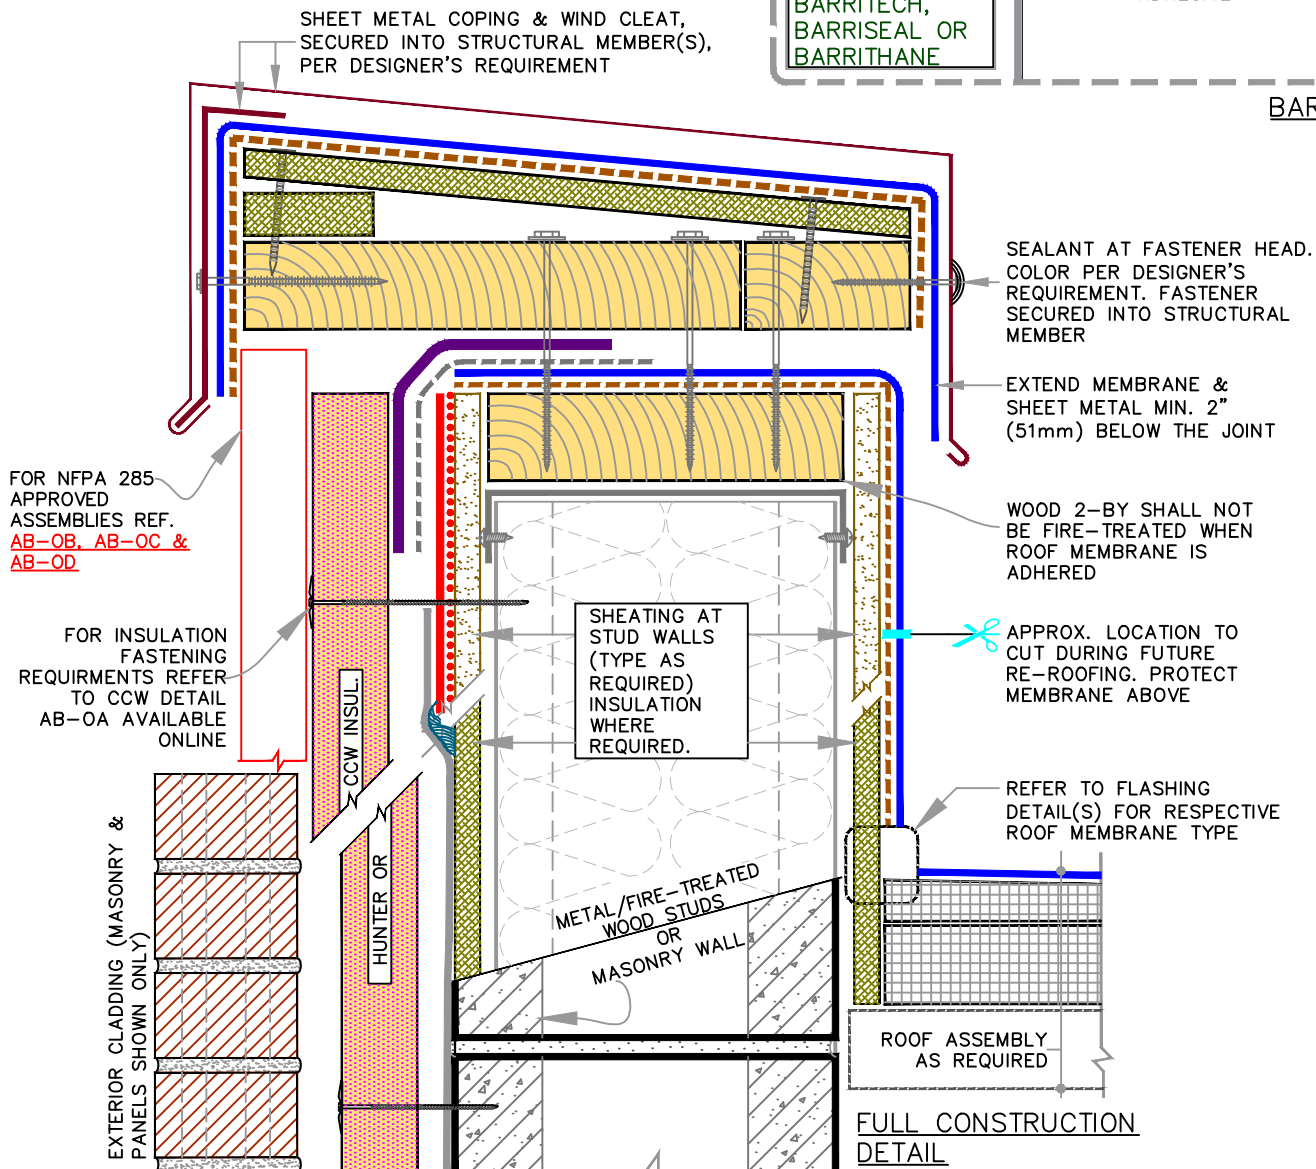 SHEET METAL COPING & WIND CLEAT,
SECURED INTO STRUCTURAL MEMBER(S),
PER DESIGNER'S REQUIREMENT
BARRITECH,
BARRISEAL OR
BARRITHANE
BAR
SEALANT AT FASTENER HEAD.
COLOR PER DESIGNER'S
REQUIREMENT. FASTENER
SECURED INTO STRUCTURAL
MEMBER
EXTEND MEMBRANE &
SHEET METAL MIN. 2"
(51mm) BELOW THE JOINT
FOR NFPA 285
APPROVED
ASSEMBLIES REF.
AB-OB, AB-OC &
AB-OD
WOOD 2-BY SHALL NOT
BE FIRE-TREATED WHEN
ROOF MEMBRANE IS
ADHERED
FOR INSULATION
FASTENING
REQUIRMENTS REFER
TO CCW DETAIL
AB-OA AVAILABLE
ONLINE
SHEATING AT
STUD WALLS
(TYPE AS
REQUIRED)
INSULATION
WHERE
REQUIRED.
APPROX. LOCATION TO
CUT DURING FUTURE
RE-ROOFING. PROTECT
MEMBRANE ABOVE
CCW INSUL.
HUNTER OR
REFER TO FLASHING
DETAIL(S) FOR RESPECTIVE
ROOF MEMBRANE TYPE
EXTERIOR CLADDING (MASONRY &
PANELS SHOWN ONLY)
METAL/FIRE-TREATED
WOOD STUDS
OR
MASONRY WALL
ROOF ASSEMBLY
AS REQUIRED
FULL CONSTRUCTION
DETAIL